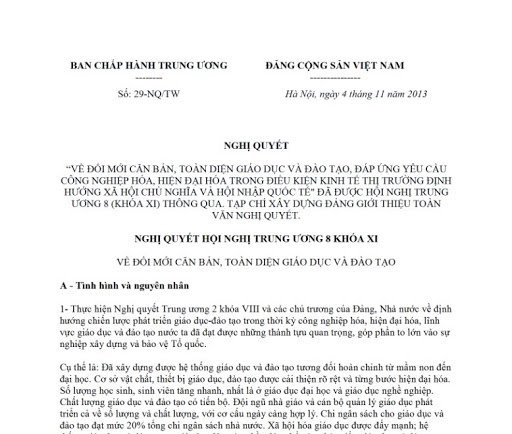 BAN CHẤP HÀNH TRUNG ƯƠNG ĐẢNG CỘNG SẢN VIỆT NAM
-------- ---------------
Số: 29-NQ/TW Hà Nội, ngày 4 tháng 11 năm 2013
NGHỊ QUYẾT
“VỀ ĐỔI MỚI CĂN BẢN, TOÀN DIỆN GIÁO DỤC VÀ ĐÀO TẠO, ĐÁP ỨNG YÊU CẦU
CÔNG NGHIỆP HÓA, HIỆN ĐẠI HÓA TRONG ĐIỀU KIỆN KINH TẾ THỊ TRƯỜNG ĐỊNH
HƯỚNG XÃ HỘI CHỦ NGHĨA VÀ HỘI NHẬP QUỐC TẾ" ĐÃ ĐƯỢC HỘI NGHỊ TRUNG
ƯƠNG 8 (KHÓA XI) THÔNG QUA. TẠP CHÍ XÂY DỰNG ĐẢNG GIỚI THIỆU TOÀN
VĂN NGHỊ QUYẾT.
NGHỊ QUYẾT HỘI NGHỊ TRUNG ƯƠNG 8 KHÓA XI
VỀ ĐỔI MỚI CĂN BẢN, TOÀN DIỆN GIÁO DỤC VÀ ĐÀO TẠO
A - Tình hình và nguyên nhân
1- Thực hiện Nghị quyết Trung ương 2 khóa VIII và các chủ trương của Đảng, Nhà nước về định
hướng chiến lược phát triển giáo dục-đào tạo trong thời kỳ công nghiệp hóa, hiện đại hóa, lĩnh
vực giáo dục và đào tạo nước ta đã đạt được những thành tựu quan trọng, góp phần to lớn vào sự
nghiệp xây dựng và bảo vệ Tổ quốc.
Cụ thể là: Đã xây dựng được hệ thống giáo dục và đào tạo tương đối hoàn chỉnh từ mầm non đến
đại học. Cơ sở vật chất, thiết bị giáo dục, đào tạo được cải thiện rõ rệt và từng bước hiện đại hóa.
Số lượng học sinh, sinh viên tăng nhanh, nhất là ở giáo dục đại học và giáo dục nghề nghiệp.
Chất lượng giáo dục và đào tạo có tiến bộ. Đội ngũ nhà giáo và cán bộ quản lý giáo dục phát
triển cả về số lượng và chất lượng, với cơ cấu ngày càng hợp lý. Chi ngân sách cho giáo dục và
đào tạo đạt mức 20% tổng chi ngân sách nhà nước. Xã hội hóa giáo dục được đẩy mạnh; hệ